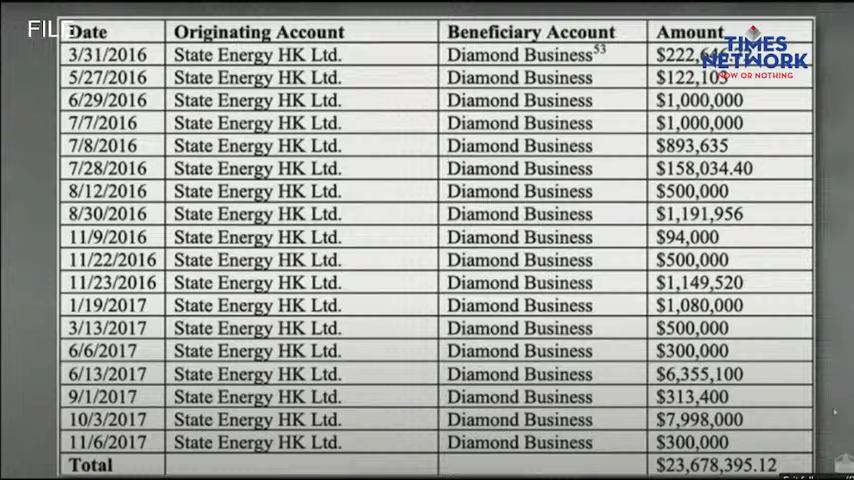 FILE
Date Originating Account Beneficiary Account Amount
3/31/2016 State Energy HK Ltd. Diamond Business53 $222,646
5/27/2016 State Energy HK Ltd. Diamond Business $122,105
6/29/2016 State Energy HK Ltd. Diamond Business $1,000,000
7/7/2016 State Energy HK Ltd. Diamond Business $1,000,000
7/8/2016 State Energy HK Ltd. Diamond Business $893,635
7/28/2016 State Energy HK Ltd. Diamond Business $158,034.40
8/12/2016 State Energy HK Ltd. Diamond Business $500,000
8/30/2016 State Energy HK Ltd. Diamond Business $1,191,956
11/9/2016 State Energy HK Ltd. Diamond Business $94,000
11/22/2016 State Energy HK Ltd. Diamond Business $500,000
11/23/2016 State Energy HK Ltd. Diamond Business $1,149,520
1/19/2017 State Energy HK Ltd. Diamond Business $1,080,000
3/13/2017 State Energy HK Ltd. Diamond Business $500,000
6/6/2017 State Energy HK Ltd. Diamond Business $300,000
6/13/2017 State Energy HK Ltd. Diamond Business $6,355,100
9/1/2017 State Energy HK Ltd. Diamond Business $313,400
10/3/2017 State Energy HK Ltd. Diamond Business $7,998,000
11/6/2017 State Energy HK Ltd. Diamond Business $300,000
Total $23,678,395.12
TIMES
NETWORK
NOW OR NOTHING